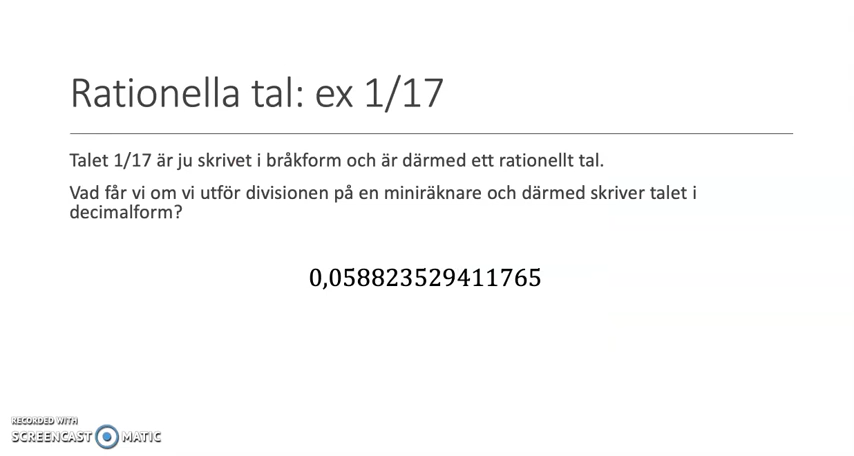 Rationella tal: ex 1/17
Talet 1/17 är ju skrivet i bråkform och är därmed ett rationellt tal.
Vad får vi om vi utför divisionen på en miniräknare och därmed skriver talet i
decimalform?
0,058823529411765
RECORDED WITH
SCREENCAST MATIC